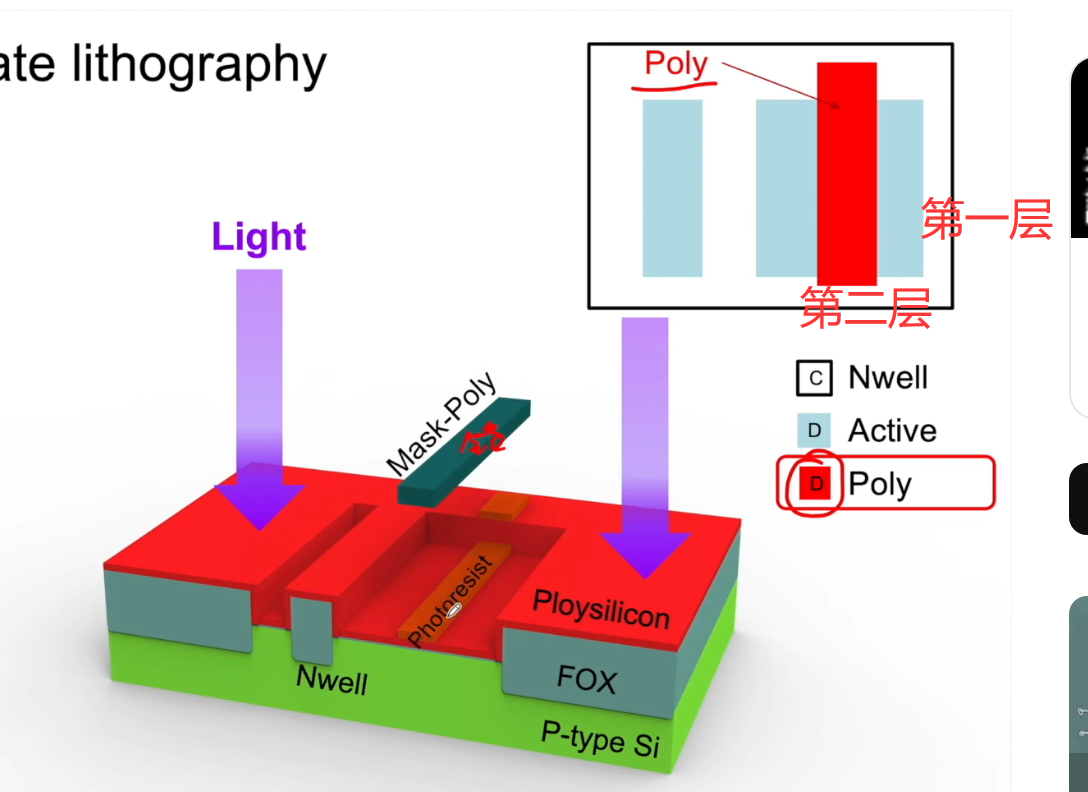 ate lithography
Poly
第一层
Light
第二层
C Nwell
Mask-Poly
D Active
D Poly
Photoresist
Ploysilicon
Nwell
FOX
P-type Si